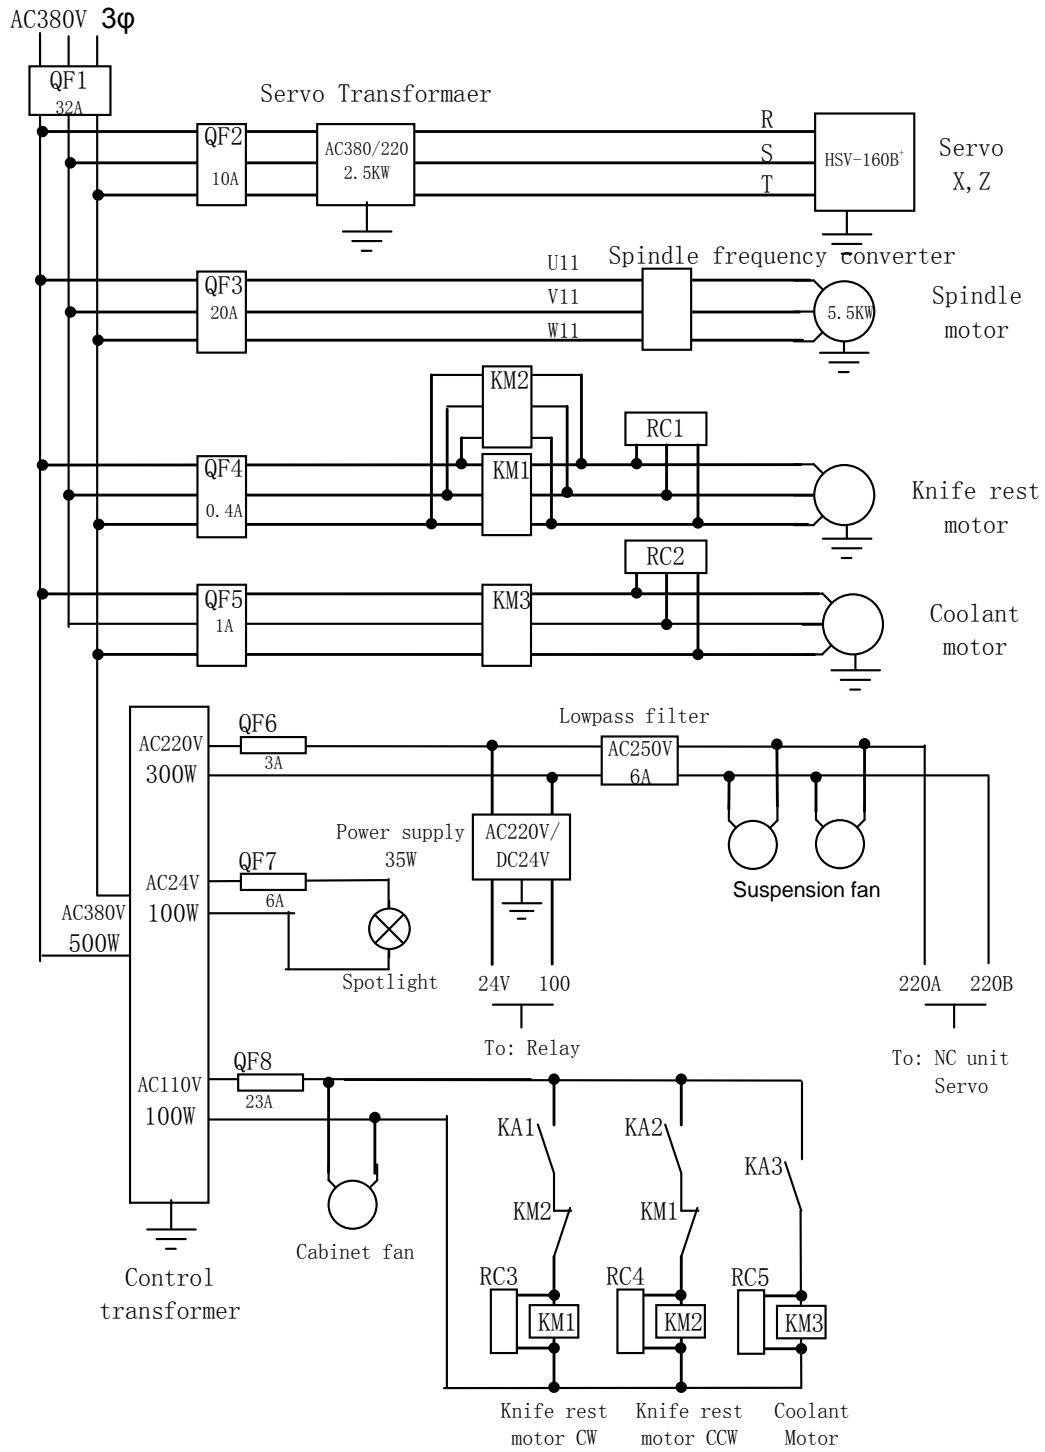 AC380V 3φ
QF1
32A
Servo Transformaer
QF2
10A
AC380/220
2.5KW
R
S
T
HSV-160B+
Servo
X,Z
QF3
20A
U11
V11
W11
Spindle frequency converter
5.5KW
Spindle
motor
KM2
QF4
0.4A
KM1
RC1
Knife rest
motor
QF5
1A
KM3
RC2
Coolant
motor
AC220V
300W
QF6
3A
Lowpass filter
AC250V
6A
Power supply
35W
AC220V/
DC24V
Suspension fan
AC24V
100W
QF7
6A
AC380V
500W
Spotlight
24V 100
To: Relay
220A 220B
To: NC unit
Servo
AC110V
100W
QF8
23A
Cabinet fan
Control
transformer
KA1
KM2
RC3
KM1
KA2
KM1
RC4
KM2
KA3
RC5
KM3
Knife rest
motor CW
Knife rest
motor CCW
Coolant
Motor